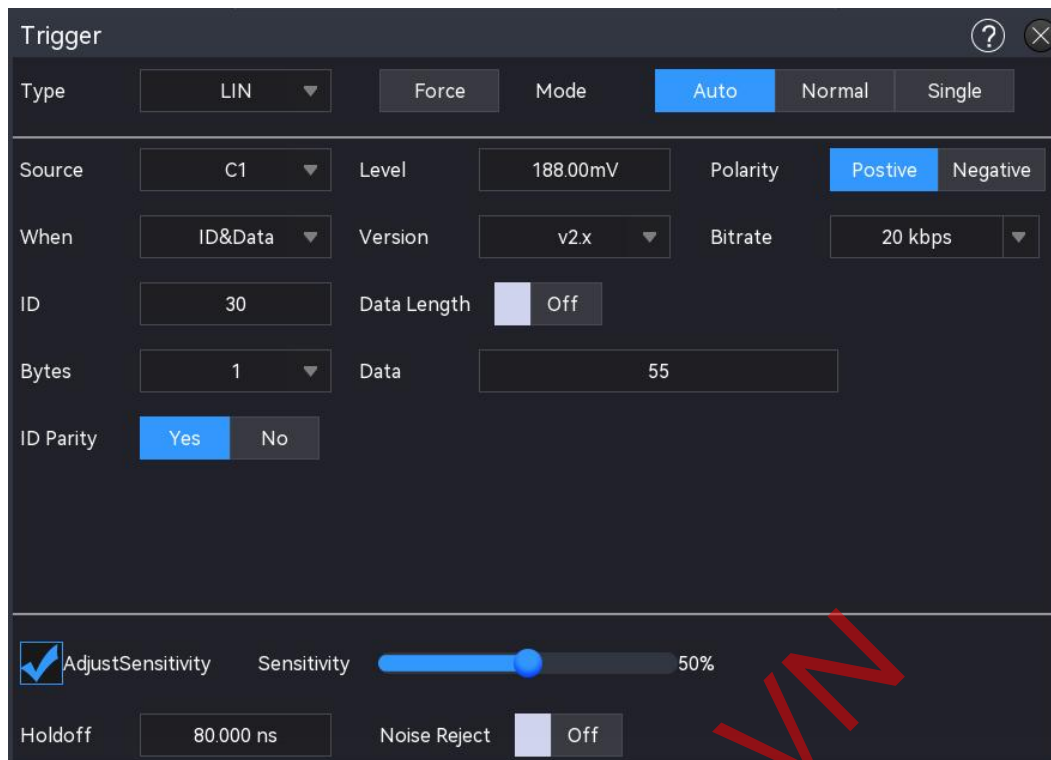 Trigger ?
Type LIN Force Mode Auto Normal Single
Source C1 Level 188.00mV Polarity Postive Negative
When ID&Data Version v2.x Bitrate 20 kbps
ID 30 Data Length Off
Bytes 1 Data 55
ID Parity Yes No
AdjustSensitivity Sensitivity 50%
Holdoff 80.000 ns Noise Reject Off
VN